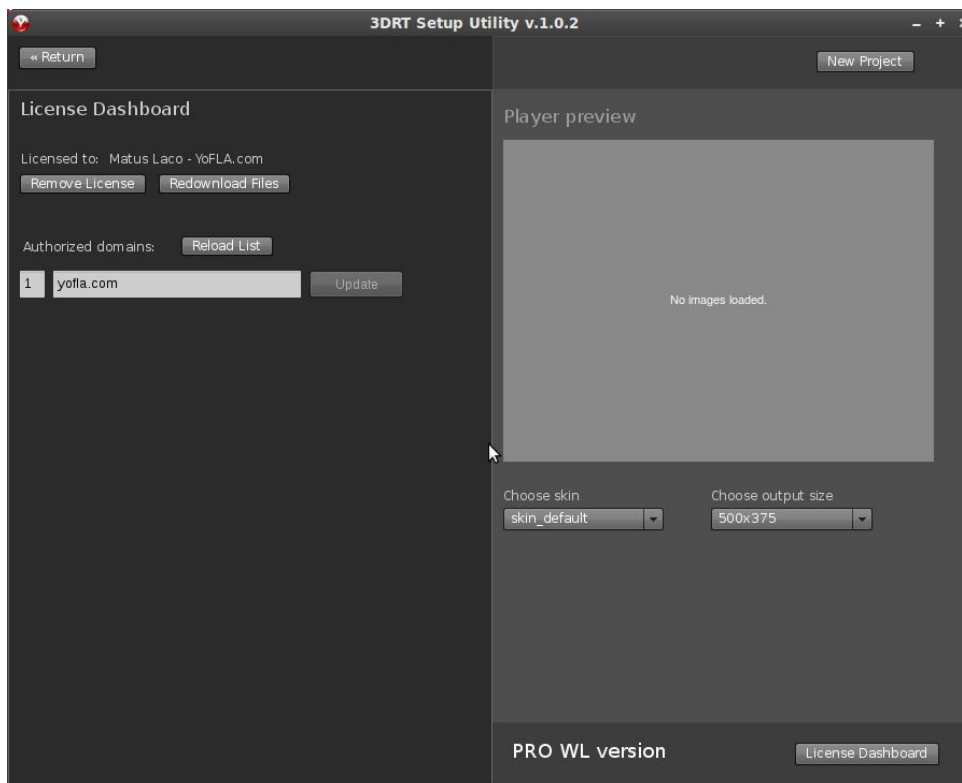 3DRT Setup Utility v.1.0.2
« Return
New Project
License Dashboard
Licensed to: Matus Laco - YoFLA.com
Remove License Redownload Files
Authorized domains: Reload List
1 yofla.com Update
Player preview
No images loaded.
Choose skin Choose output size
skin_default 500x375
PRO WL version License Dashboard